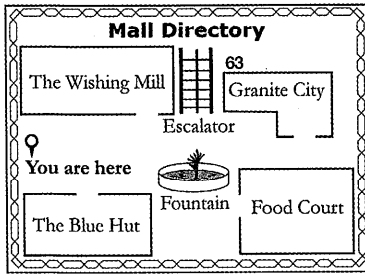 Mall Directory
63
The Wishing Mill
Granite City
Escalator
You are here
Fountain
Food Court
The Blue Hut